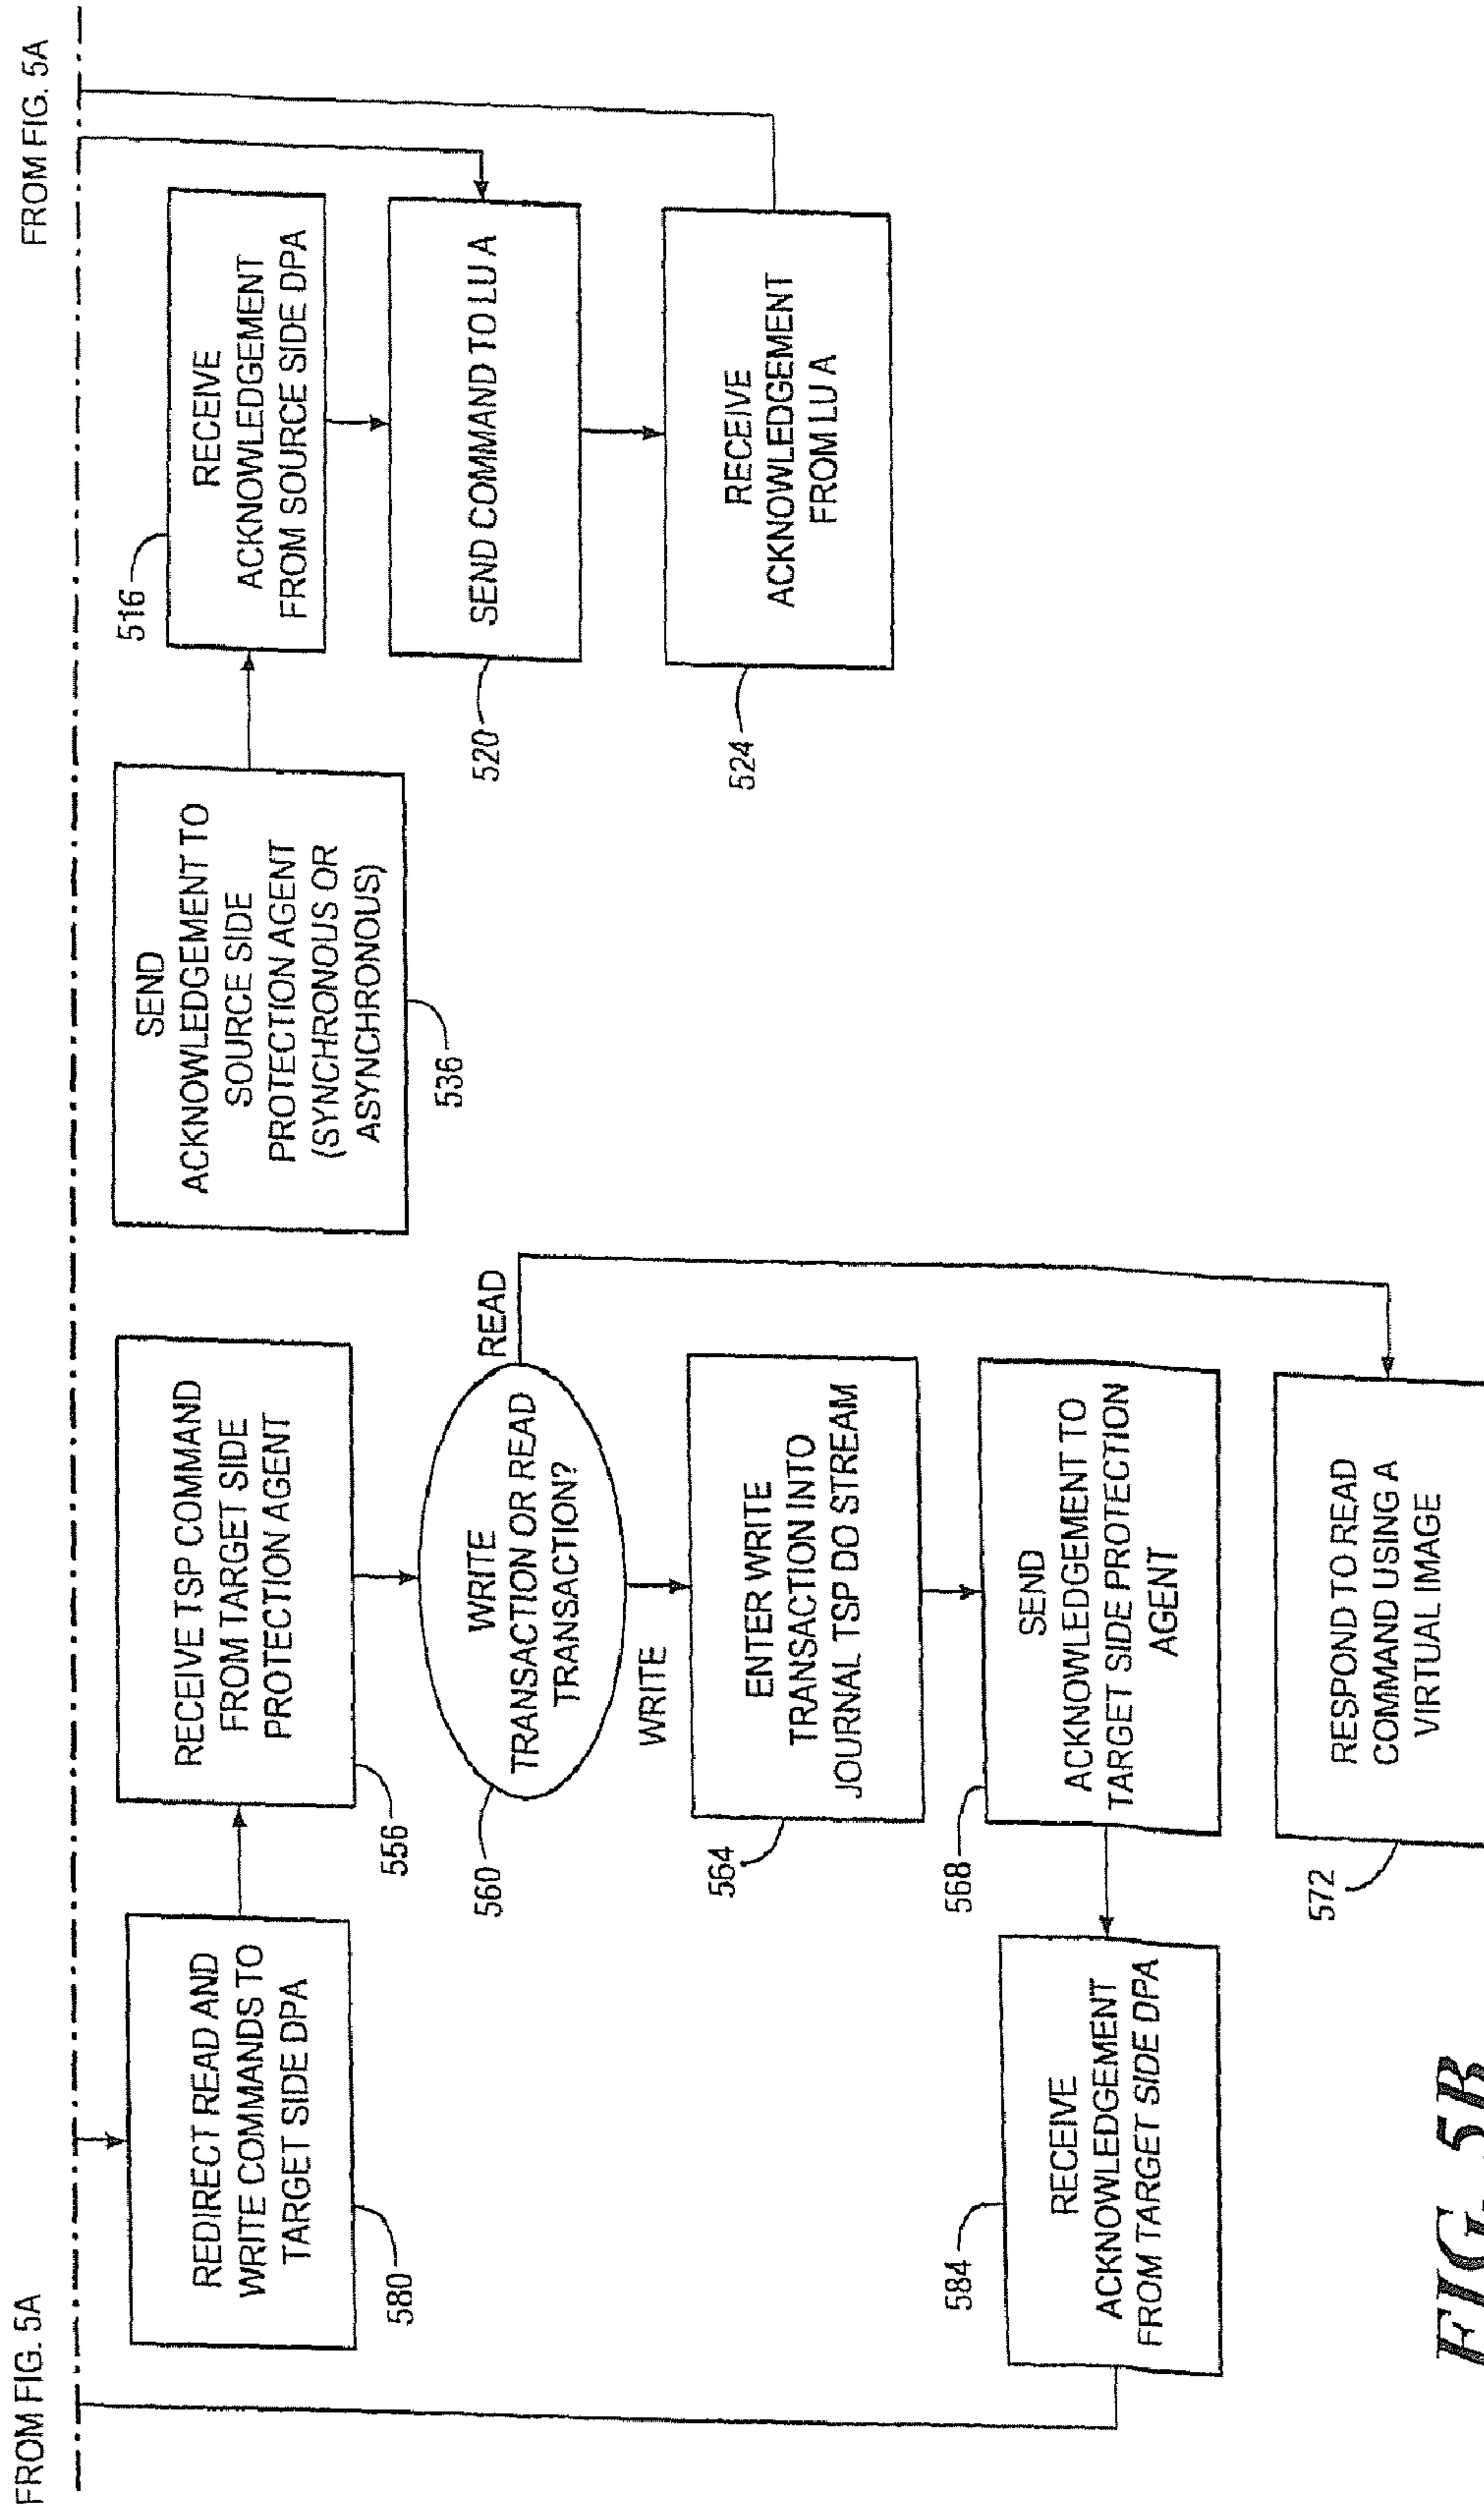 FROM FIG. 5A
FROM FIG. 5A
REDIRECT READ AND
WRITE COMMANDS TO
TARGET SIDE DPA
580
RECEIVE TSP COMMAND
FROM TARGET SIDE
PROTECTION AGENT
556
SEND
ACKNOWLEDGEMENT TO
SOURCE SIDE
PROTECTION AGENT
(SYNCHRONOUS OR
ASYNCHRONOUS)
536
516
RECEIVE
ACKNOWLEDGEMENT
FROM SOURCE SIDE DPA
560
WRITE
TRANSACTION OR READ
TRANSACTION?
READ
WRITE
520
SEND COMMAND TO LU A
564
ENTER WRITE
TRANSACTION INTO
JOURNAL TSP DO STREAM
524
RECEIVE
ACKNOWLEDGEMENT
FROM LU A
584
RECEIVE
ACKNOWLEDGEMENT
FROM TARGET SIDE DPA
568
SEND
ACKNOWLEDGEMENT TO
TARGET SIDE PROTECTION
AGENT
572
RESPOND TO READ
COMMAND USING A
VIRTUAL IMAGE
FIG. 5B